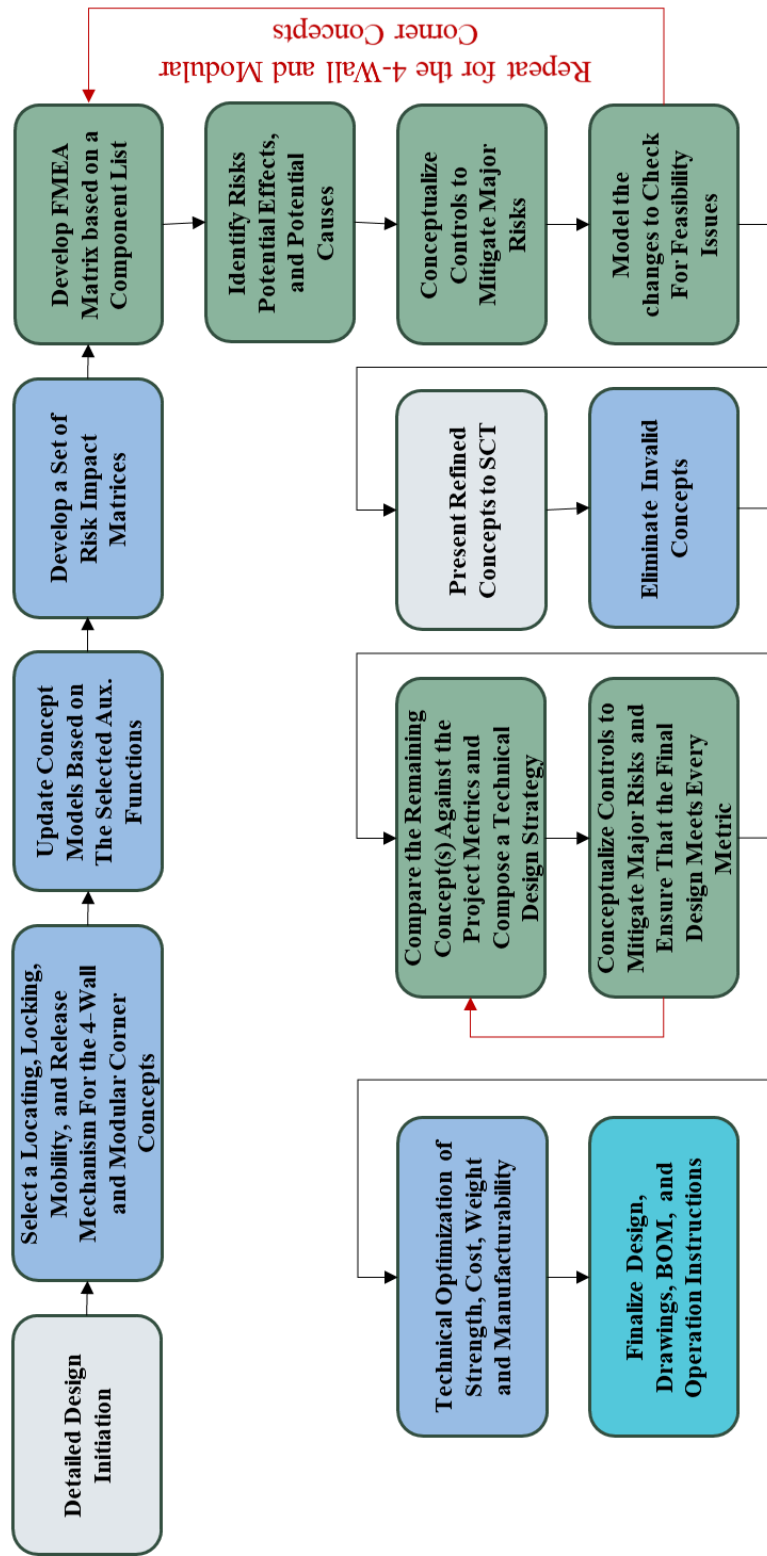 Detailed Design
Initiation
Select a Locating, Locking,
Mobility, and Release
Mechanism For the 4-Wall
and Modular Corner
Concepts
Update Concept
Models Based on
The Selected Aux.
Functions
Develop a Set of
Risk Impact
Matrices
Develop FMEA
Matrix based on a
Component List
Identify Risks
Potential Effects,
and Potential
Causes
Conceptualize
Controls to
Mitigate Major
Risks
Model the
changes to Check
For Feasibility
Issues
Repeat for the 4-Wall and Modular
Corner Concepts
Present Refined
Concepts to SCT
Eliminate Invalid
Concepts
Compare the Remaining
Concept(s) Against the
Project Metrics and
Compose a Technical
Design Strategy
Conceptualize Controls to
Mitigate Major Risks and
Ensure That the Final
Design Meets Every
Metric
Technical Optimization of
Strength, Cost, Weight
and Manufacturability
Finalize Design,
Drawings, BOM, and
Operation Instructions